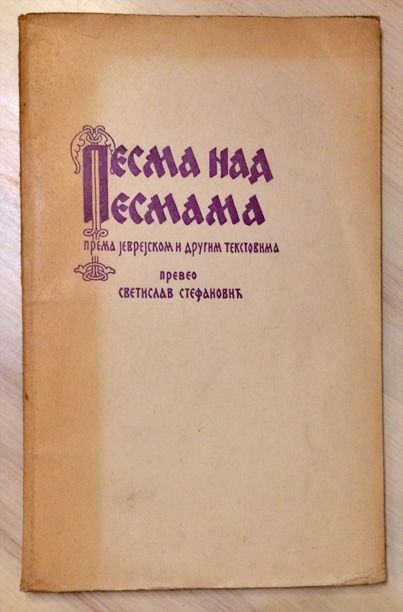 Песма над
Песмама
према јеврејском и другим текстовима
превео
светислав стефановић